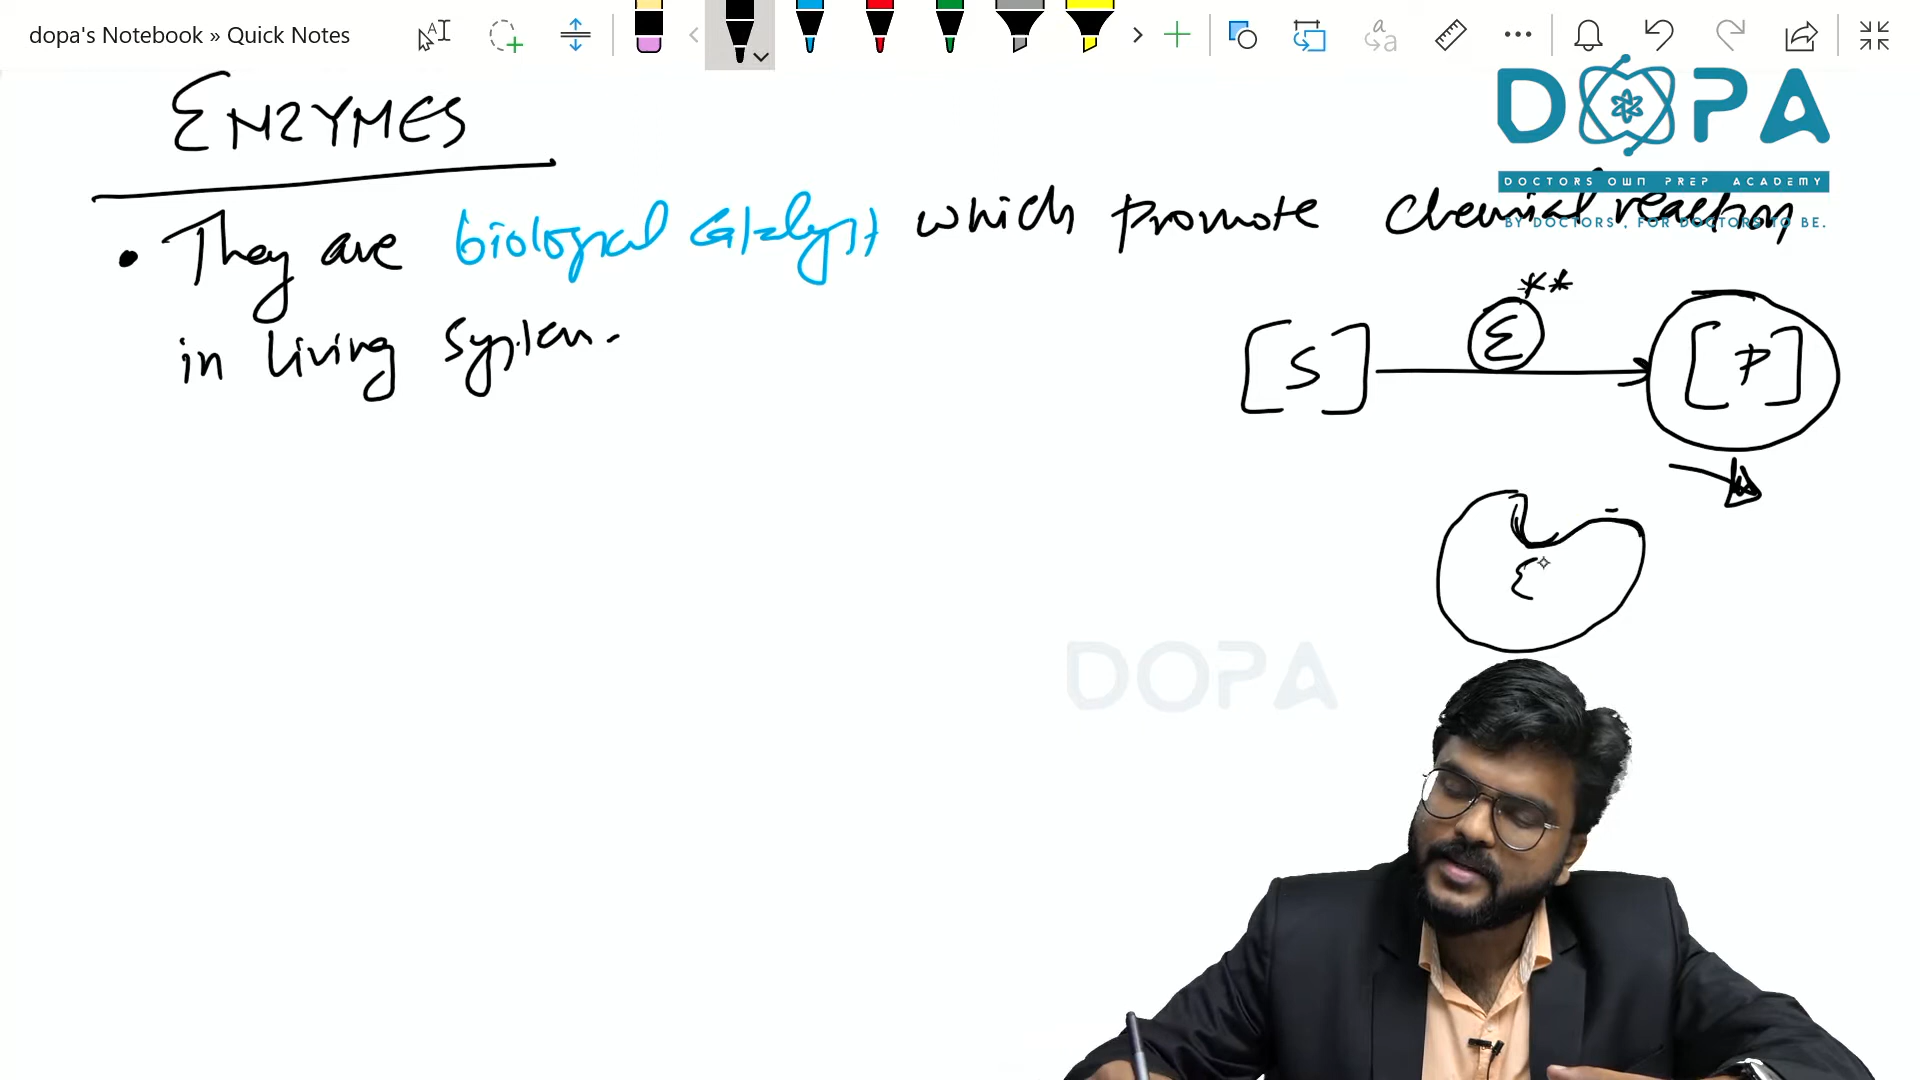 dopa's Notebook » Quick Notes
DOPA
DOCTORS OWN PREP ACADEMY
BY DOCTORS, FOR DOCTORS TO BE.
ENZYMES
• They are biological catalyst which promote chemical reaction
in living system.
[S] E** [P]
E
DOPA